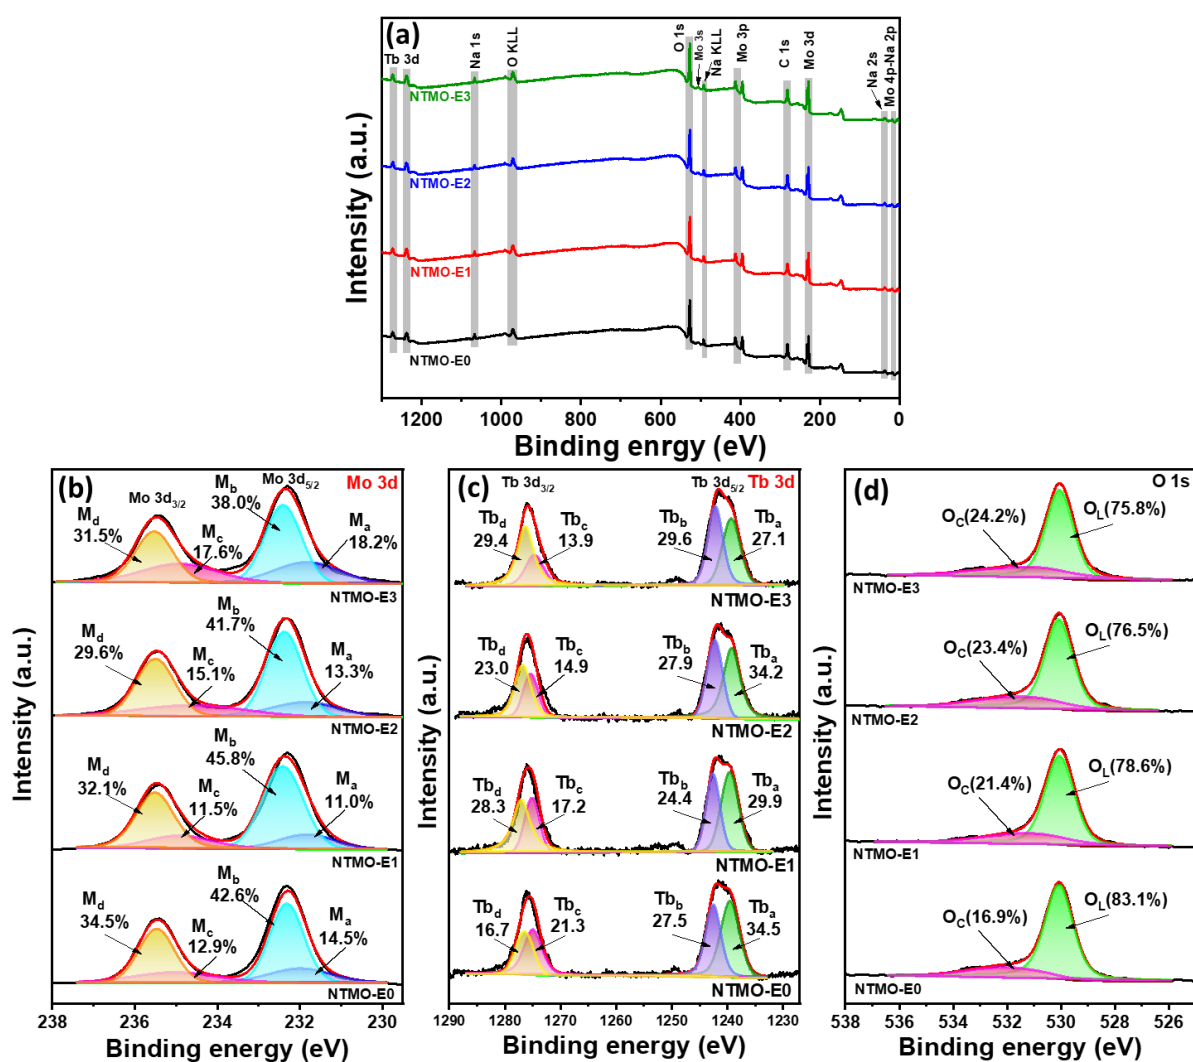 (a)
Tb 3d
Na 1s
O KLL
O 1s
Mo 3s
Na KLL
Mo 3p
C 1s
Mo 3d
Na 2s
Mo 4p-Na 2p
NTMO-E3
NTMO-E2
NTMO-E1
NTMO-E0
Intensity (a.u.)
1200 1000 800 600 400 200 0
Binding enrgy (eV)
(b)
Mo 3d
Mo 3d3/2
Mo 3d5/2
Md
31.5%
Mc
17.6%
Mb
38.0%
Ma
18.2%
NTMO-E3
Md
29.6%
Mc
15.1%
Mb
41.7%
Ma
13.3%
NTMO-E2
Md
32.1%
Mc
11.5%
Mb
45.8%
Ma
11.0%
NTMO-E1
Md
34.5%
Mc
12.9%
Mb
42.6%
Ma
14.5%
NTMO-E0
Intensity (a.u.)
238 236 234 232 230
Binding energy (eV)
(c)
Tb 3d
Tb 3d3/2
Tb 3d5/2
Tbd
29.4
Tbc
13.9
Tbb
29.6
Tba
27.1
NTMO-E3
Tbd
23.0
Tbc
14.9
Tbb
27.9
Tba
34.2
NTMO-E2
Tbd
28.3
Tbc
17.2
Tbb
24.4
Tba
29.9
NTMO-E1
Tbd
16.7
Tbc
21.3
Tbb
27.5
Tba
34.5
NTMO-E0
Intensity (a.u.)
1290 1280 1270 1260 1250 1240 1230
Binding energy (eV)
(d)
O 1s
OC(24.2%)
OL(75.8%)
NTMO-E3
OC(23.4%)
OL(76.5%)
NTMO-E2
OC(21.4%)
OL(78.6%)
NTMO-E1
OC(16.9%)
OL(83.1%)
NTMO-E0
Intensity (a.u.)
538 536 534 532 530 528 526
Binding energy (eV)